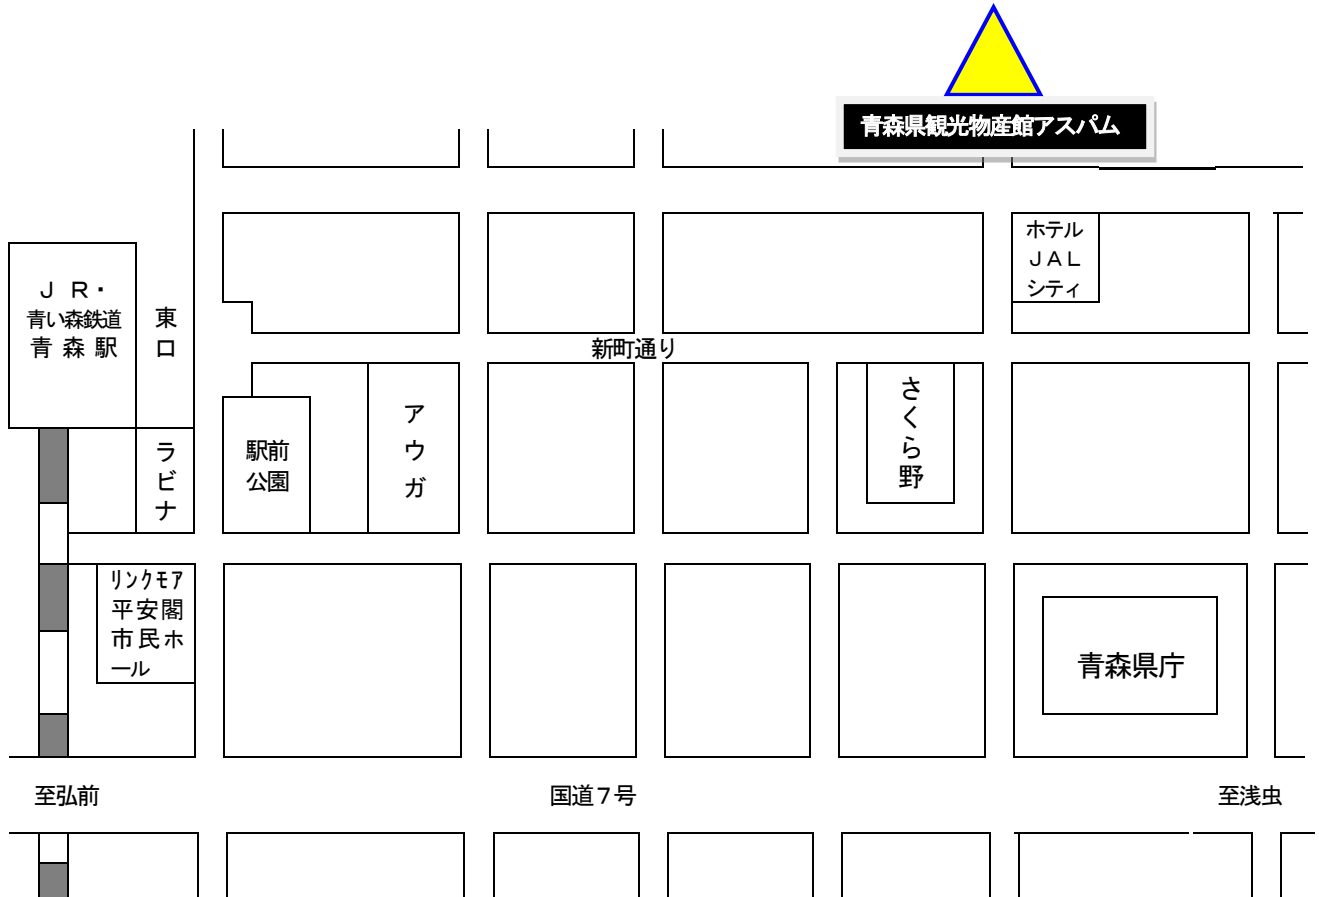 青森県観光物産館アスパム
ホテル
ＪＡＬ
シティ
ＪＲ・
青い森鉄道
青森駅
東
口
新町通り
さ
く
ら
野
ア
ウ
ガ
駅前
公園
ラ
ビ
ナ
ﾘﾝｸﾓｱ
平安閣
市民ホ
ール
青森県庁
至弘前
国道７号
至浅虫